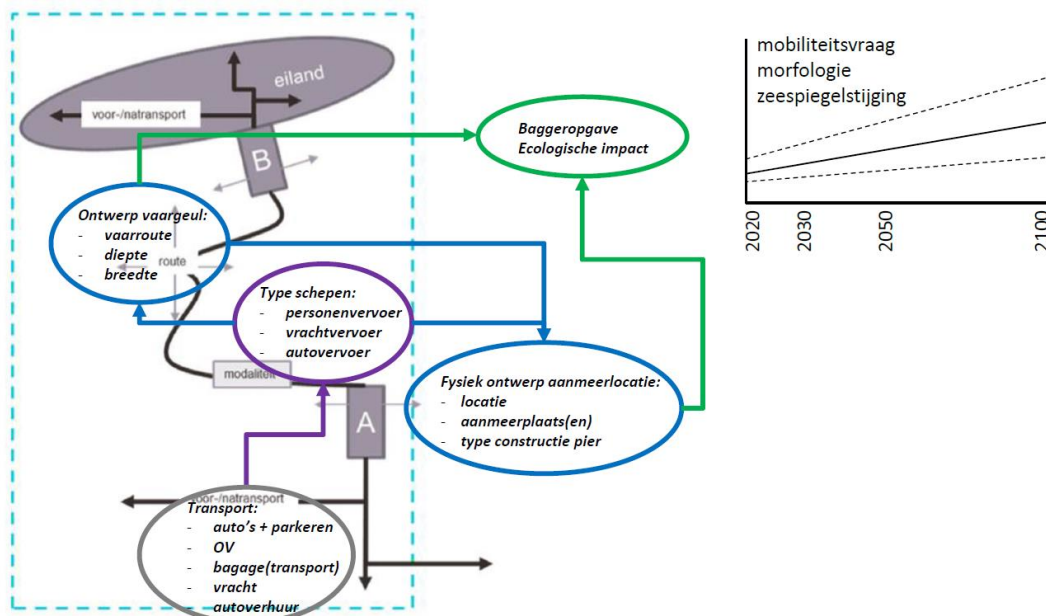 eiland
voor-/natransport
B
Baggeropgave
Ecologische impact
mobiliteitsvraag
morfologie
zeespiegelstijging
2020
2030
2050
2100
Ontwerp vaargeul:
- vaarroute
- diepte
- breedte
route
Type schepen:
- personenvervoer
- vrachtvervoer
- autovervoer
modaliteit
A
Fysiek ontwerp aanmeerlocatie:
- locatie
- aanmeerplaats(en)
- type constructie pier
voor-/natransport
Transport:
- auto's + parkeren
- OV
- bagage(transport)
- vracht
- autoverhuur